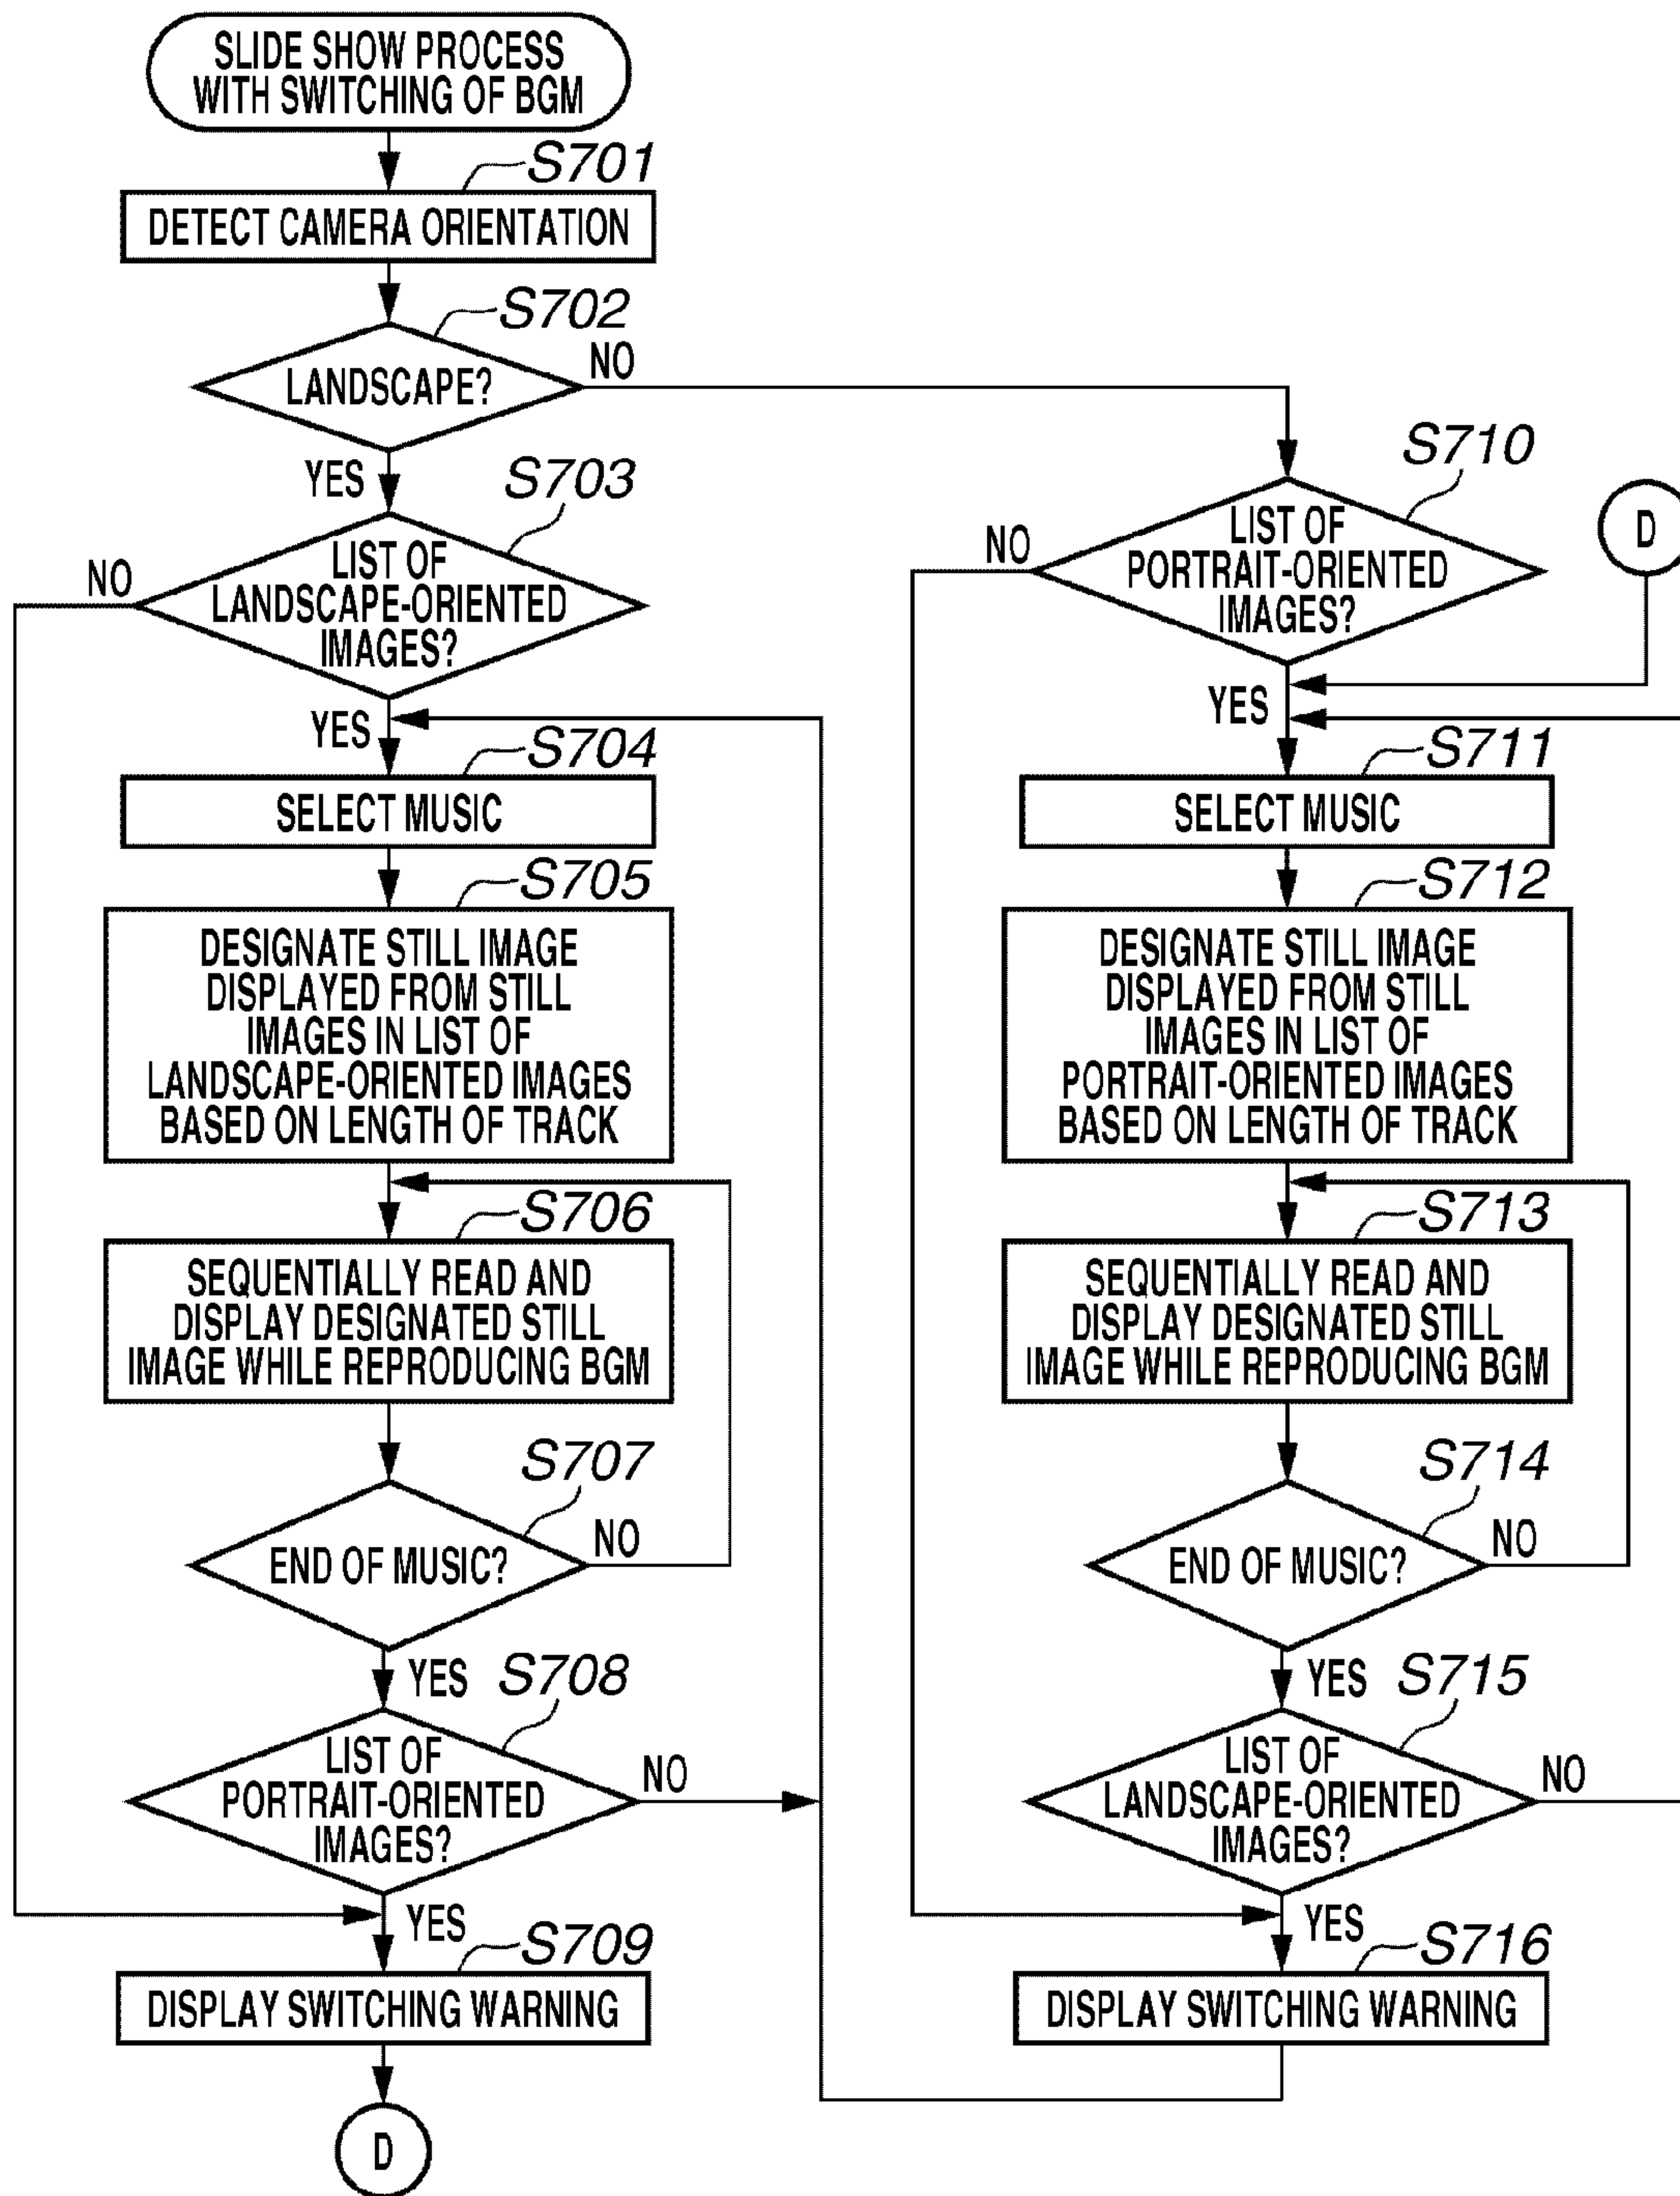 SLIDE SHOW PROCESS
WITH SWITCHING OF BGM
S701
DETECT CAMERA ORIENTATION
S702
LANDSCAPE?
NO
YES
S703
LIST OF
LANDSCAPE-ORIENTED
IMAGES?
NO
YES
S704
SELECT MUSIC
S705
DESIGNATE STILL IMAGE
DISPLAYED FROM STILL
IMAGES IN LIST OF
LANDSCAPE-ORIENTED IMAGES
BASED ON LENGTH OF TRACK
S706
SEQUENTIALLY READ AND
DISPLAY DESIGNATED STILL
IMAGE WHILE REPRODUCING BGM
S707
END OF MUSIC?
NO
YES
S708
LIST OF
PORTRAIT-ORIENTED
IMAGES?
NO
YES
S709
DISPLAY SWITCHING WARNING
D
S710
LIST OF
PORTRAIT-ORIENTED
IMAGES?
NO
D
YES
S711
SELECT MUSIC
S712
DESIGNATE STILL IMAGE
DISPLAYED FROM STILL
IMAGES IN LIST OF
PORTRAIT-ORIENTED IMAGES
BASED ON LENGTH OF TRACK
S713
SEQUENTIALLY READ AND
DISPLAY DESIGNATED STILL
IMAGE WHILE REPRODUCING BGM
S714
END OF MUSIC?
NO
YES
S715
LIST OF
LANDSCAPE-ORIENTED
IMAGES?
NO
YES
S716
DISPLAY SWITCHING WARNING